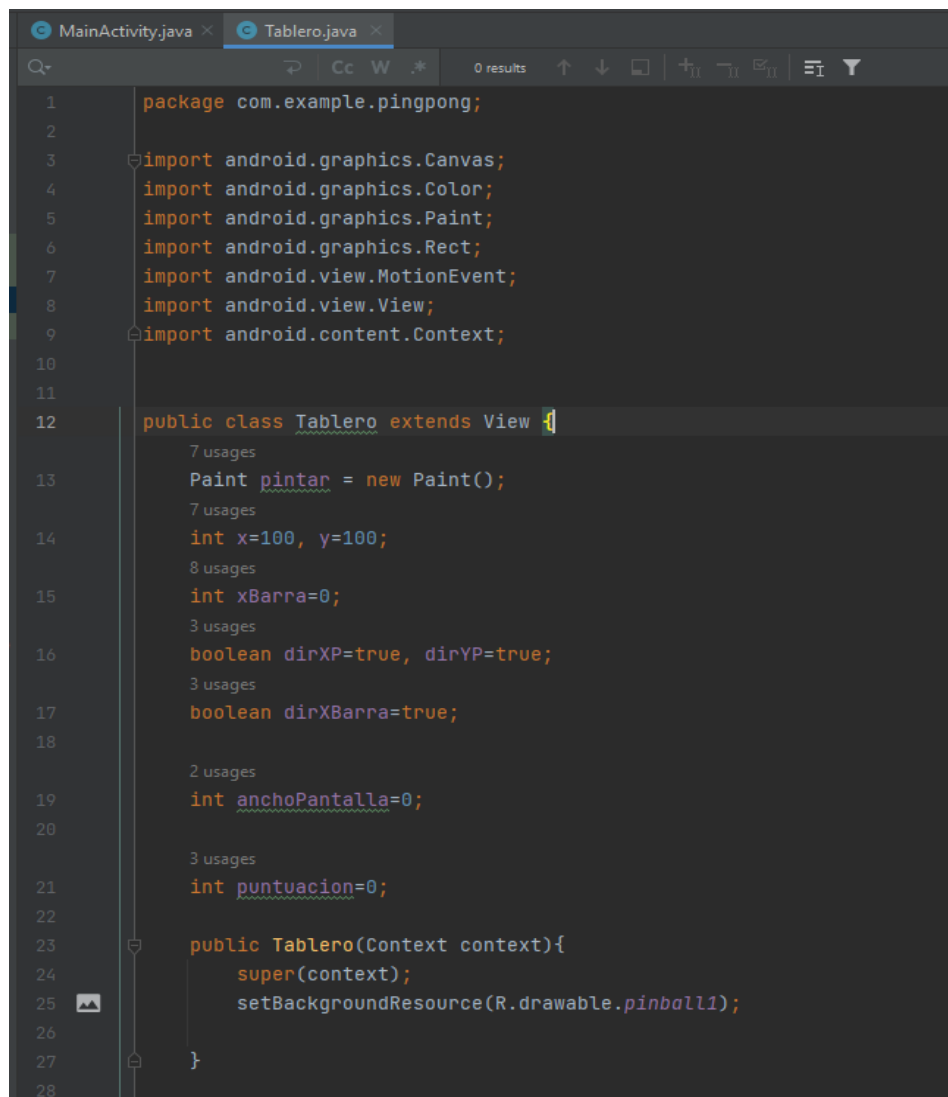 MainActivity.java × Tablero.java ×
Cc W .* 0 results
1 package com.example.pingpong;
2
3 import android.graphics.Canvas;
4 import android.graphics.Color;
5 import android.graphics.Paint;
6 import android.graphics.Rect;
7 import android.view.MotionEvent;
8 import android.view.View;
9 import android.content.Context;
10
11
12 public class Tablero extends View {
7 usages
13 Paint pintar = new Paint();
7 usages
14 int x=100, y=100;
8 usages
15 int xBarra=0;
3 usages
16 boolean dirXP=true, dirYP=true;
3 usages
17 boolean dirXBarra=true;
18
2 usages
19 int anchoPantalla=0;
20
3 usages
21 int puntuacion=0;
22
23 public Tablero(Context context){
24 super(context);
25 setBackgroundResource(R.drawable.pinball1);
26
27 }
28